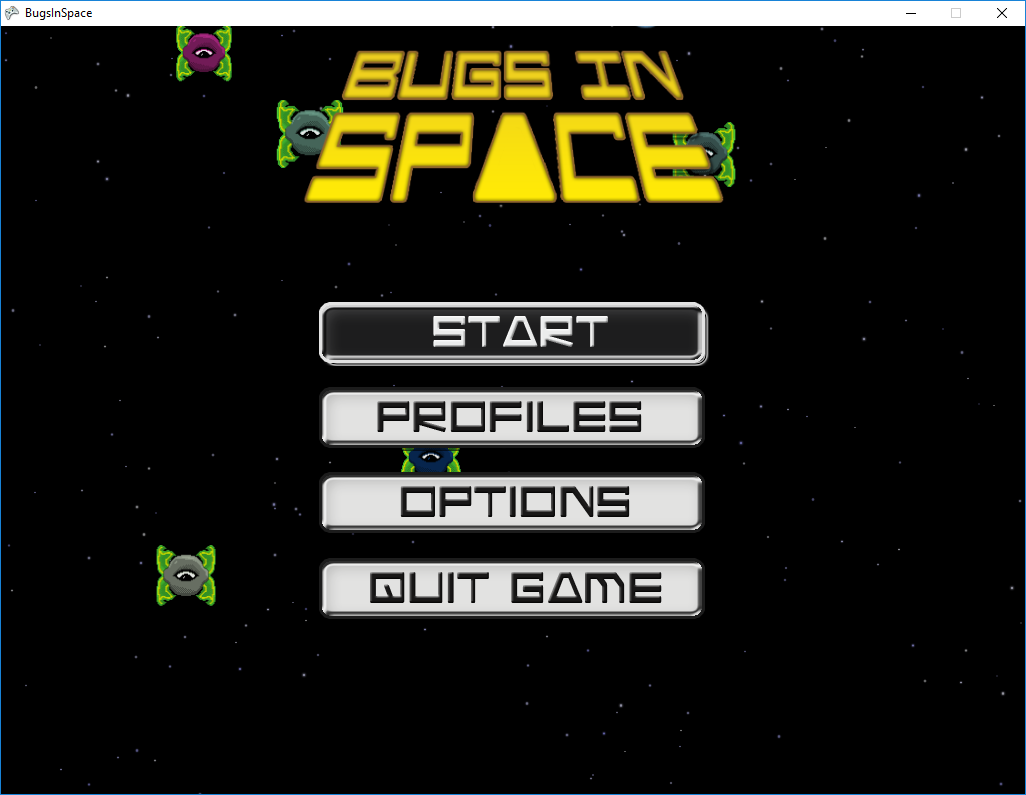 BugsInSpace
BUGS IN
SPACE
START
PROFILES
OPTIONS
QUIT GAME